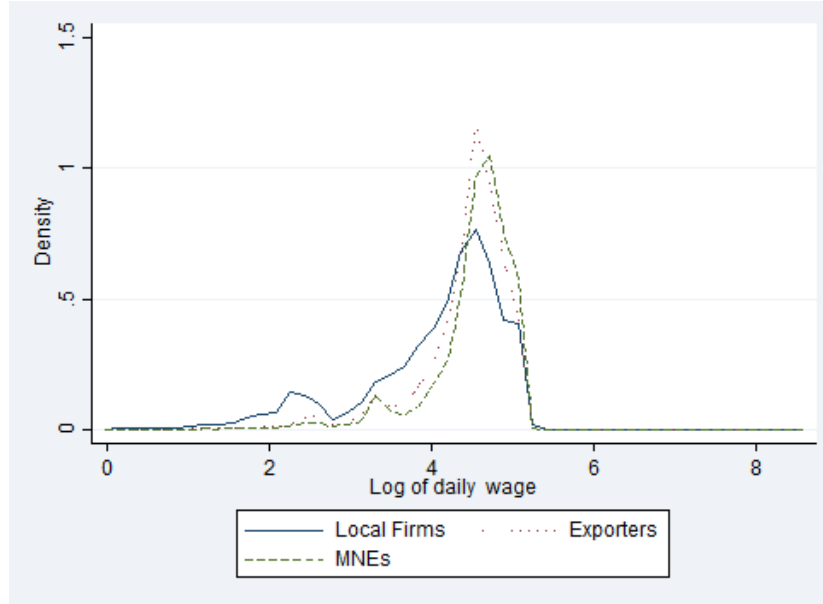 1.5
1
.5
0
Density
0 2 4 6 8
Log of daily wage
Local Firms Exporters
MNEs